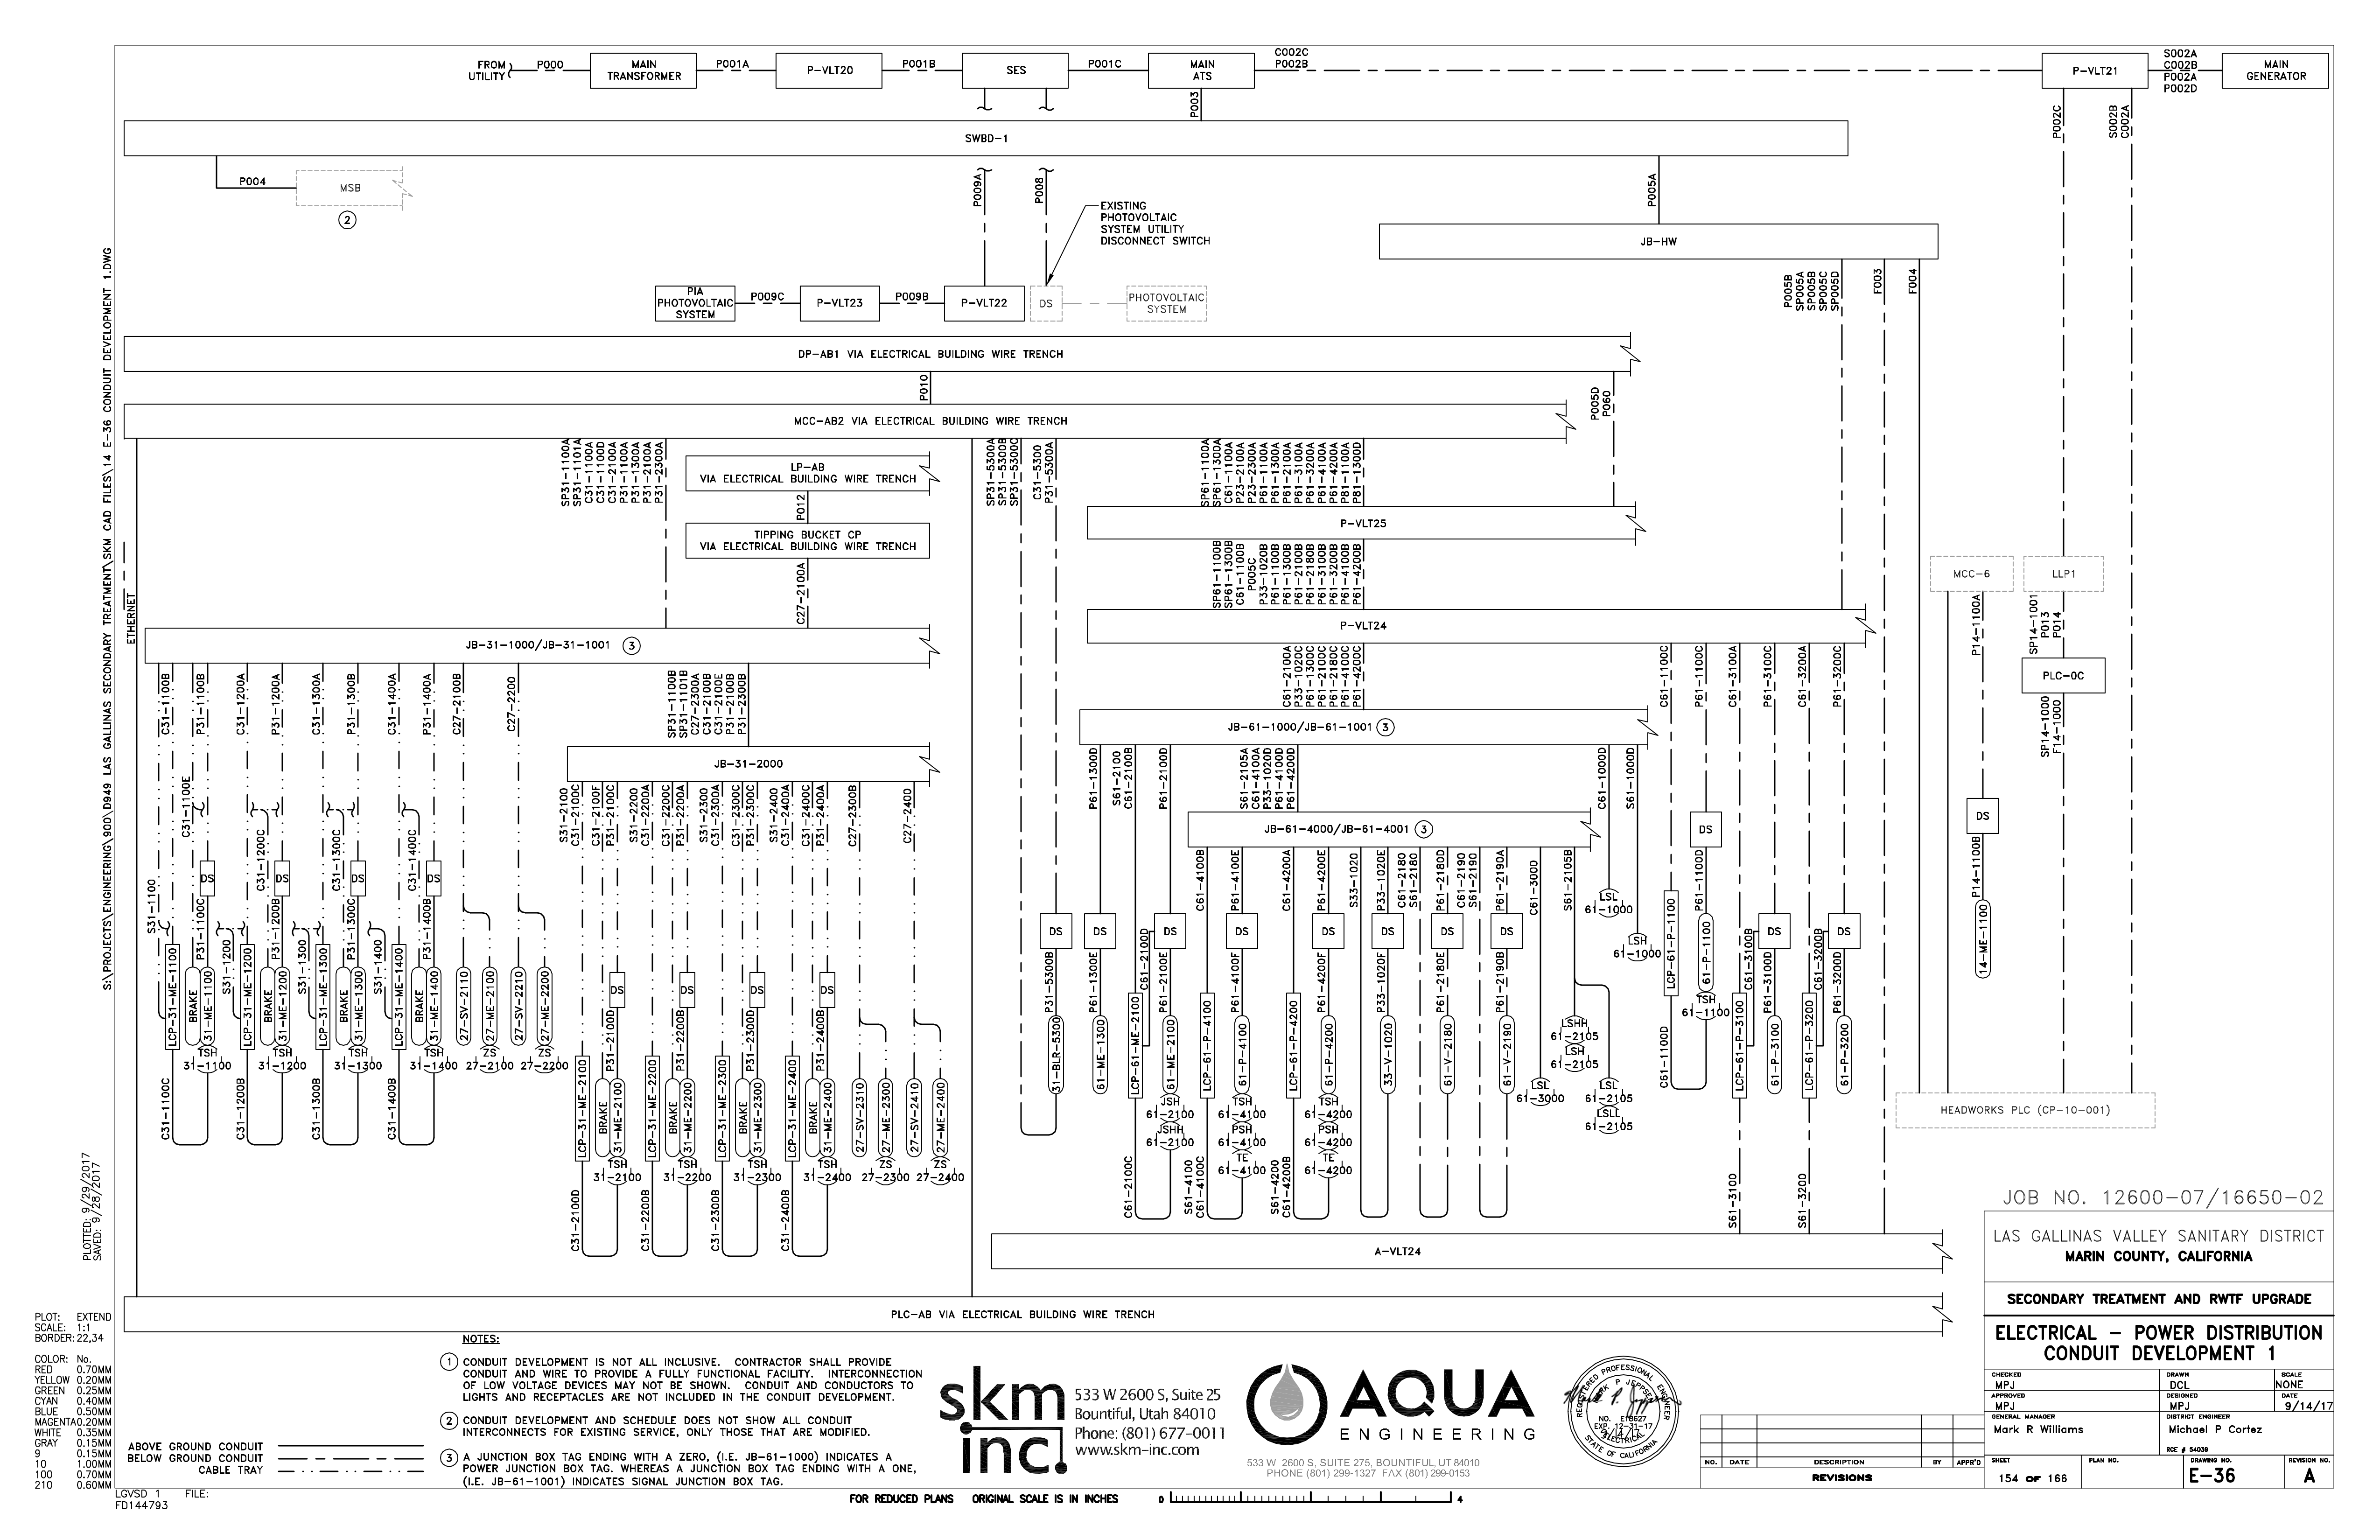 FROM UTILITY
P000
MAIN TRANSFORMER
P001A
P-VLT20
P001B
SES
P001C
MAIN ATS
C002C
P002B
P-VLT21
S002A
C002B
P002A
P002D
MAIN GENERATOR
P003
P002C
S002B
C002A
SWBD-1
P004
MSB
2
P009A
P008
P005A
EXISTING
PHOTOVOLTAIC
SYSTEM UTILITY
DISCONNECT SWITCH
JB-HW
PIA
PHOTOVOLTAIC
SYSTEM
P009C
P-VLT23
P009B
P-VLT22
DS
PHOTOVOLTAIC
SYSTEM
P005B
SP005A
SP005B
SP005C
SP005D
F003
F004
DP-AB1 VIA ELECTRICAL BUILDING WIRE TRENCH
P010
P005D
P060
MCC-AB2 VIA ELECTRICAL BUILDING WIRE TRENCH
SP31-1100A
SP31-1101A
C31-1100A
C31-1100D
C31-2100A
P31-1100A
P31-1300A
P31-2100A
P31-2300A
LP-AB
VIA ELECTRICAL BUILDING WIRE TRENCH
P012
TIPPING BUCKET CP
VIA ELECTRICAL BUILDING WIRE TRENCH
C27-2100A
SP31-5300A
SP31-5300B
SP31-5300C
C31-5300
P31-5300A
SP61-1100A
SP61-1300A
C61-1100A
P23-2100A
P23-2300A
P61-1100A
P61-1300A
P61-2100A
P61-3100A
P61-3200A
P61-4100A
P61-4200A
P81-1100A
P81-1300D
P-VLT25
SP61-1100B
SP61-1300B
C61-1100B
P005C
P33-1020B
P61-1100B
P61-1300B
P61-2100B
P61-2180B
P61-3100B
P61-3200B
P61-4100B
P61-4200B
P-VLT24
ETHERNET
JB-31-1000/JB-31-1001 3
C31-1100B
P31-1100B
C31-1200A
P31-1200A
C31-1300A
P31-1300B
C31-1400A
P31-1400A
C27-2100B
C27-2200
SP31-1100B
SP31-1101B
C27-2300A
C31-2100B
C31-2100E
P31-2100B
P31-2300B
JB-31-2000
C61-2100A
P33-1020C
P61-1300C
P61-2100C
P61-2180C
P61-4100C
P61-4200C
C61-1100C
P61-1100C
C61-3100A
P61-3100C
C61-3200A
P61-3200C
MCC-6
LLP1
P14-1100A
SP14-1001
P013
P014
PLC-0C
SP14-1000
F14-1000
JB-61-1000/JB-61-1001 3
P61-1300D
S61-2100
C61-2100B
P61-2100D
S61-2105A
C61-4100A
P33-1020D
P61-4100D
P61-4200D
C61-1000D
S61-1000D
JB-61-4000/JB-61-4001 3
C31-1100E
C31-1200C
C31-1300C
C31-1400C
DS
DS
DS
DS
S31-1100
P31-1100C
S31-1200
P31-1200B
S31-1300
P31-1300C
S31-1400
P31-1400B
LCP-31-ME-1100
BRAKE
31-ME-1100
LCP-31-ME-1200
BRAKE
31-ME-1200
LCP-31-ME-1300
BRAKE
31-ME-1300
LCP-31-ME-1400
BRAKE
31-ME-1400
27-SV-2110
27-ME-2100
27-SV-2210
27-ME-2200
TSH
31-1100
TSH
31-1200
TSH
31-1300
TSH
31-1400
ZS
27-2100
ZS
27-2200
C31-1100C
C31-1200B
C31-1300B
C31-1400B
S31-2100
C31-2100C
C31-2100F
P31-2100C
S31-2200
C31-2200A
C31-2200C
P31-2200A
S31-2300
C31-2300A
C31-2300C
P31-2300C
S31-2400
C31-2400A
C31-2400C
P31-2400A
C27-2300B
C27-2400
DS
DS
DS
DS
P31-2100D
P31-2200B
P31-2300D
P31-2400B
LCP-31-ME-2100
BRAKE
31-ME-2100
LCP-31-ME-2200
BRAKE
31-ME-2200
LCP-31-ME-2300
BRAKE
31-ME-2300
LCP-31-ME-2400
BRAKE
31-ME-2400
27-SV-2310
27-ME-2300
27-SV-2410
27-ME-2400
TSH
31-2100
TSH
31-2200
TSH
31-2300
TSH
31-2400
ZS
27-2300
ZS
27-2400
C31-2100D
C31-2200B
C31-2300B
C31-2400B
C61-4100B
P61-4100E
C61-4200A
P61-4200E
S33-1020
P33-1020E
C61-2180
S61-2180
P61-2180D
C61-2190
S61-2190
P61-2190A
C61-3000
S61-2105B
LSL
61-1000
LSH
61-1000
DS
DS
DS
DS
DS
DS
DS
DS
DS
DS
DS
DS
P31-5300B
P61-1300E
C61-2100D
P61-2100E
P61-4100F
P61-4200F
P33-1020F
P61-2180E
P61-2190B
P61-1100D
C61-3100B
P61-3100D
C61-3200B
P61-3200D
P14-1100B
31-BLR-5300
61-ME-1300
LCP-61-ME-2100
61-ME-2100
LCP-61-P-4100
61-P-4100
LCP-61-P-4200
61-P-4200
33-V-1020
61-V-2180
61-V-2190
LCP-61-P-1100
61-P-1100
LCP-61-P-3100
61-P-3100
LCP-61-P-3200
61-P-3200
14-ME-1100
TSH
61-1100
C61-1100D
LSHH
61-2105
LSH
61-2105
LSL
61-3000
LSL
61-2105
LSLL
61-2105
JSH
61-2100
JSHH
61-2100
TSH
61-4100
PSH
61-4100
TE
61-4100
TSH
61-4200
PSH
61-4200
TE
61-4200
C61-2100C
S61-4100
C61-4100C
S61-4200
C61-4200B
S61-3100
S61-3200
HEADWORKS PLC (CP-10-001)
A-VLT24
PLC-AB VIA ELECTRICAL BUILDING WIRE TRENCH
S:\PROJECTS\ENGINEERING\900\D949 LAS GALLINAS SECONDARY TREATMENT\SKM CAD FILES\14 E-36 CONDUIT DEVELOPMENT 1.DWG
PLOTTED: 9/29/2017
SAVED: 9/28/2017
PLOT: EXTEND
SCALE: 1:1
BORDER: 22,34
COLOR: No.
RED 0.70MM
YELLOW 0.20MM
GREEN 0.25MM
CYAN 0.40MM
BLUE 0.50MM
MAGENTA 0.20MM
WHITE 0.35MM
GRAY 0.15MM
9 0.15MM
10 1.00MM
100 0.70MM
210 0.60MM
LGVSD 1 FILE:
FD144793
ABOVE GROUND CONDUIT
BELOW GROUND CONDUIT
CABLE TRAY
NOTES:
1 CONDUIT DEVELOPMENT IS NOT ALL INCLUSIVE. CONTRACTOR SHALL PROVIDE
CONDUIT AND WIRE TO PROVIDE A FULLY FUNCTIONAL FACILITY. INTERCONNECTION
OF LOW VOLTAGE DEVICES MAY NOT BE SHOWN. CONDUIT AND CONDUCTORS TO
LIGHTS AND RECEPTACLES ARE NOT INCLUDED IN THE CONDUIT DEVELOPMENT.
2 CONDUIT DEVELOPMENT AND SCHEDULE DOES NOT SHOW ALL CONDUIT
INTERCONNECTS FOR EXISTING SERVICE, ONLY THOSE THAT ARE MODIFIED.
3 A JUNCTION BOX TAG ENDING WITH A ZERO, (I.E. JB-61-1000) INDICATES A
POWER JUNCTION BOX TAG. WHEREAS A JUNCTION BOX TAG ENDING WITH A ONE,
(I.E. JB-61-1001) INDICATES SIGNAL JUNCTION BOX TAG.
skm inc.
533 W 2600 S, Suite 25
Bountiful, Utah 84010
Phone: (801) 677-0011
www.skm-inc.com
AQUA
ENGINEERING
533 W 2600 S, SUITE 275, BOUNTIFUL, UT 84010
PHONE (801) 299-1327 FAX (801) 299-0153
REGISTERED PROFESSIONAL ENGINEER
MARK P JEPPSEN
NO. E18627
EXP. 12-31-17
ELECTRICAL
STATE OF CALIFORNIA
FOR REDUCED PLANS ORIGINAL SCALE IS IN INCHES 0 4
NO. DATE DESCRIPTION BY APPR'D
REVISIONS
JOB NO. 12600-07/16650-02
LAS GALLINAS VALLEY SANITARY DISTRICT
MARIN COUNTY, CALIFORNIA
SECONDARY TREATMENT AND RWTF UPGRADE
ELECTRICAL - POWER DISTRIBUTION
CONDUIT DEVELOPMENT 1
CHECKED DRAWN SCALE
MPJ DCL NONE
APPROVED DESIGNED DATE
MPJ MPJ 9/14/17
GENERAL MANAGER DISTRICT ENGINEER
Mark R Williams Michael P Cortez
RCE # 54038
SHEET PLAN NO. DRAWING NO. REVISION NO.
154 OF 166 E-36 A